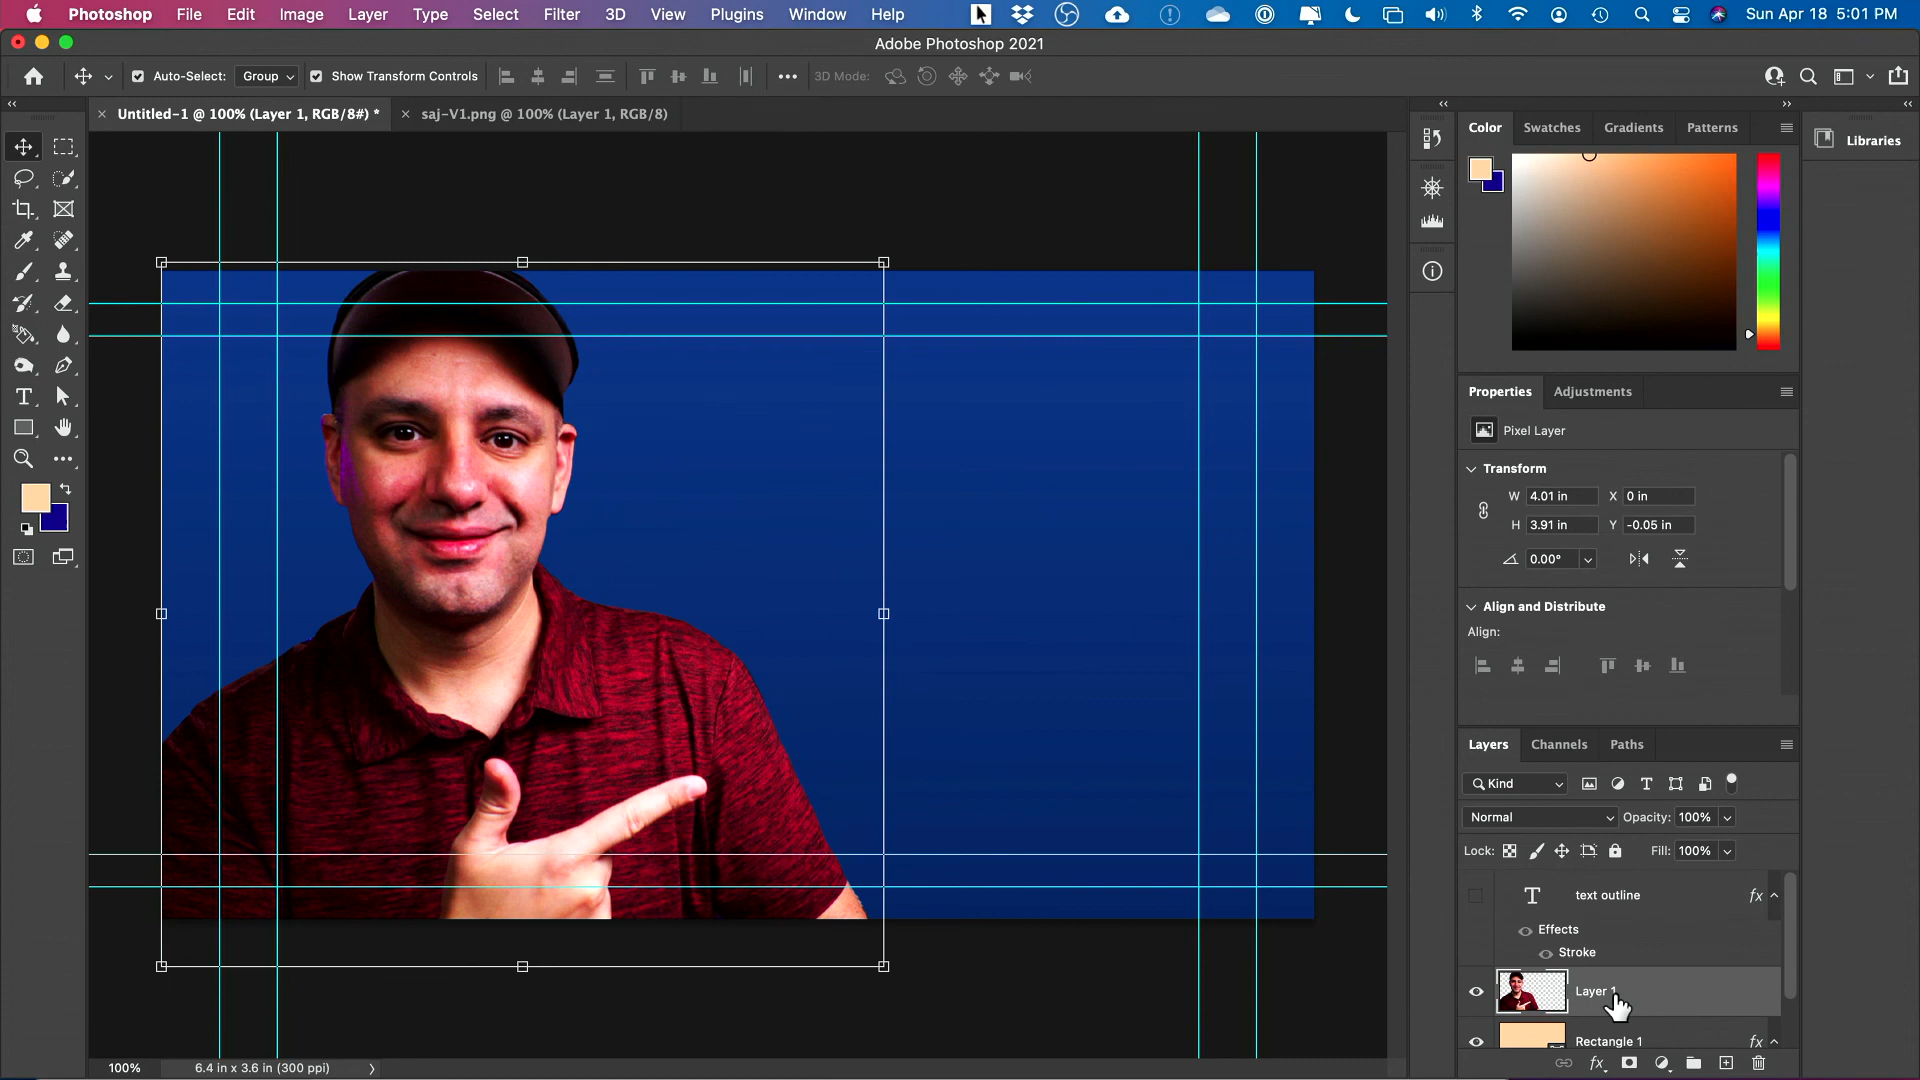 Photoshop File Edit Image Layer Type Select Filter 3D View Plugins Window Help Sun Apr 18 5:01 PM
Adobe Photoshop 2021
Auto-Select: Group Show Transform Controls 3D Mode:
Untitled-1 @ 100% (Layer 1, RGB/8#) * saj-V1.png @ 100% (Layer 1, RGB/8)
Color Swatches Gradients Patterns
Libraries
Properties Adjustments
Pixel Layer
Transform
W 4.01 in X 0 in
H 3.91 in Y -0.05 in
0.00°
Align and Distribute
Align:
Layers Channels Paths
Kind
Normal Opacity: 100%
Lock: Fill: 100%
T text outline fx
Effects
Stroke
Layer 1
Rectangle 1 fx
fx
100% 6.4 in x 3.6 in (300 ppi)